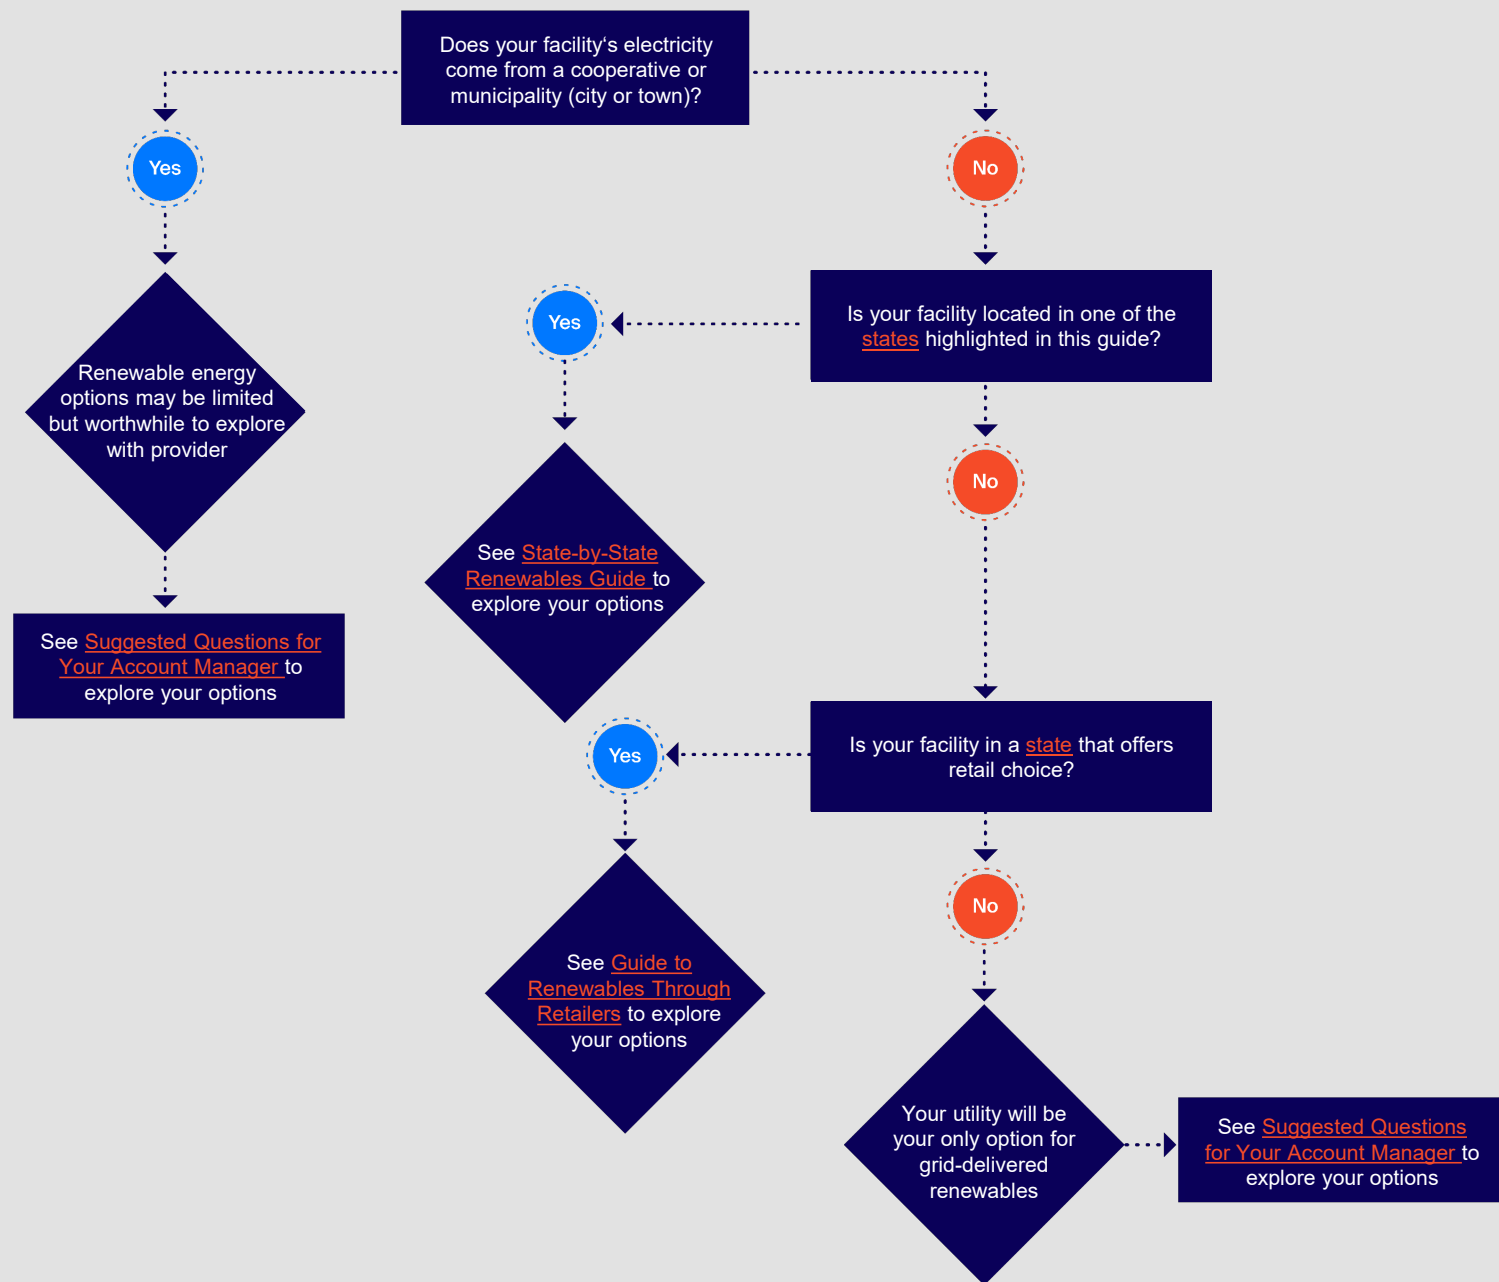 Does your facility‘s electricity
come from a cooperative or
municipality (city or town)?
Yes
No
Renewable energy
options may be limited
but worthwhile to explore
with provider
See Suggested Questions for
Your Account Manager to
explore your options
Is your facility located in one of the
states highlighted in this guide?
Yes
See State-by-State
Renewables Guide to
explore your options
No
Is your facility in a state that offers
retail choice?
Yes
See Guide to
Renewables Through
Retailers to explore
your options
No
Your utility will be
your only option for
grid-delivered
renewables
See Suggested Questions
for Your Account Manager to
explore your options